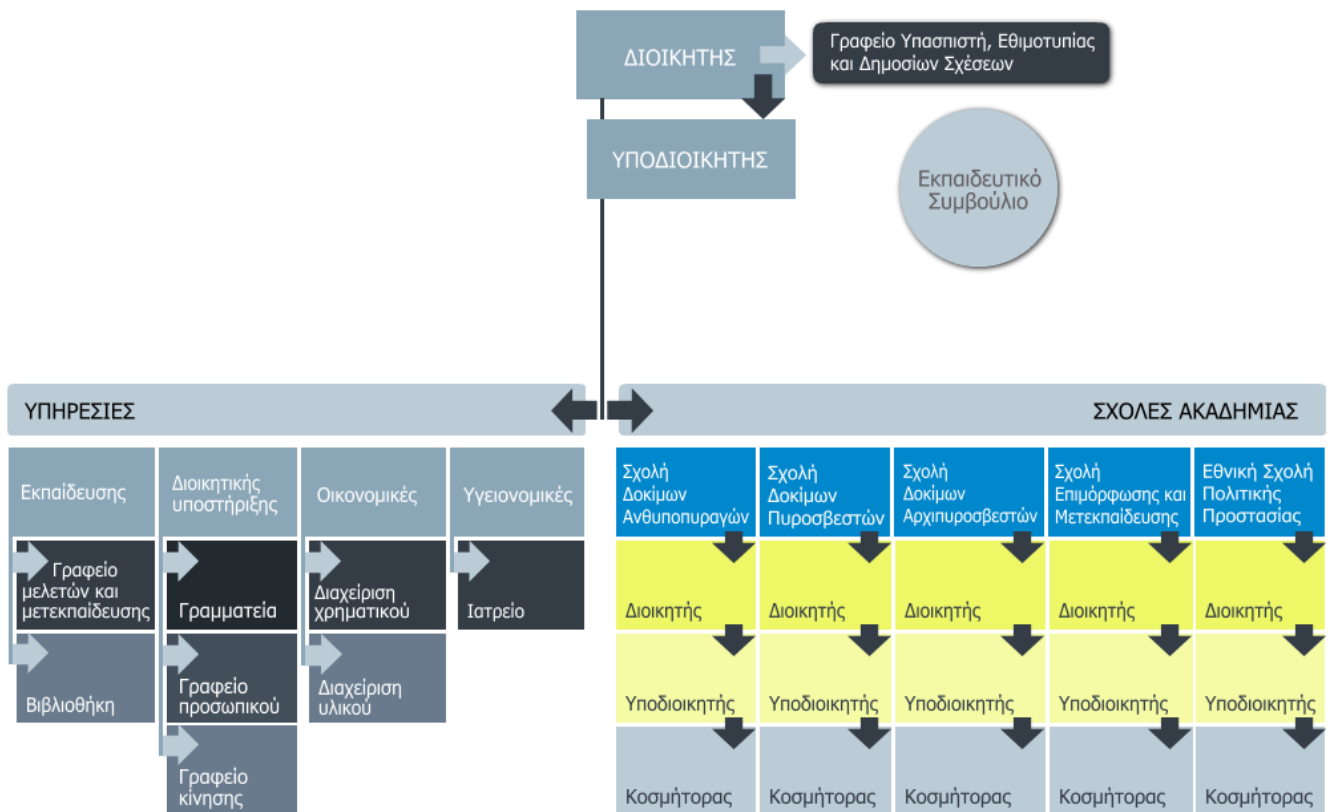 ΔΙΟΙΚΗΤΗΣ
Γραφείο Υπασπιστή, Εθιμοτυπίας
και Δημοσίων Σχέσεων
ΥΠΟΔΙΟΙΚΗΤΗΣ
Εκπαιδευτικό
Συμβούλιο
ΥΠΗΡΕΣΙΕΣ
Εκπαίδευσης
Γραφείο
μελετών και
μετεκπαίδευσης
Βιβλιοθήκη
Διοικητικής
υποστήριξης
Γραμματεία
Γραφείο
προσωπικού
Γραφείο
κίνησης
Οικονομικές
Διαχείριση
χρηματικού
Διαχείριση
υλικού
Υγειονομικές
Ιατρείο
ΣΧΟΛΕΣ ΑΚΑΔΗΜΙΑΣ
Σχολή
Δοκίμων
Ανθυποπυραγών
Διοικητής
Υποδιοικητής
Κοσμήτορας
Σχολή
Δοκίμων
Πυροσβεστών
Διοικητής
Υποδιοικητής
Κοσμήτορας
Σχολή
Δοκίμων
Αρχιπυροσβεστών
Διοικητής
Υποδιοικητής
Κοσμήτορας
Σχολή
Επιμόρφωσης και
Μετεκπαίδευσης
Διοικητής
Υποδιοικητής
Κοσμήτορας
Εθνική Σχολή
Πολιτικής
Προστασίας
Διοικητής
Υποδιοικητής
Κοσμήτορας